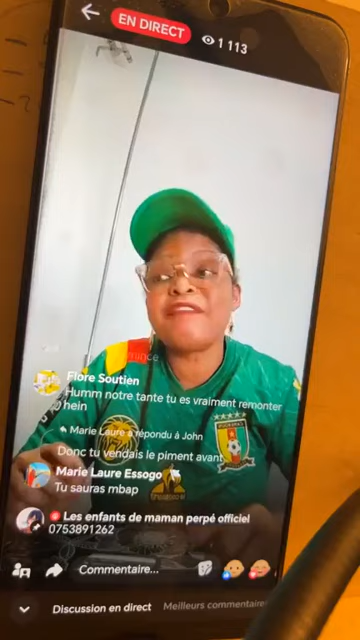 EN DIRECT
1 113
mince
Flore Soutien
Humm notre tante tu es vraiment remonter
hein
Marie Laure a répondu à John
Donc tu vendais le piment avant
Marie Laure Essogo
Tu sauras mbap
Les enfants de maman perpé officiel
0753891262
Commentaire...
Discussion en direct
Meilleurs commentaire